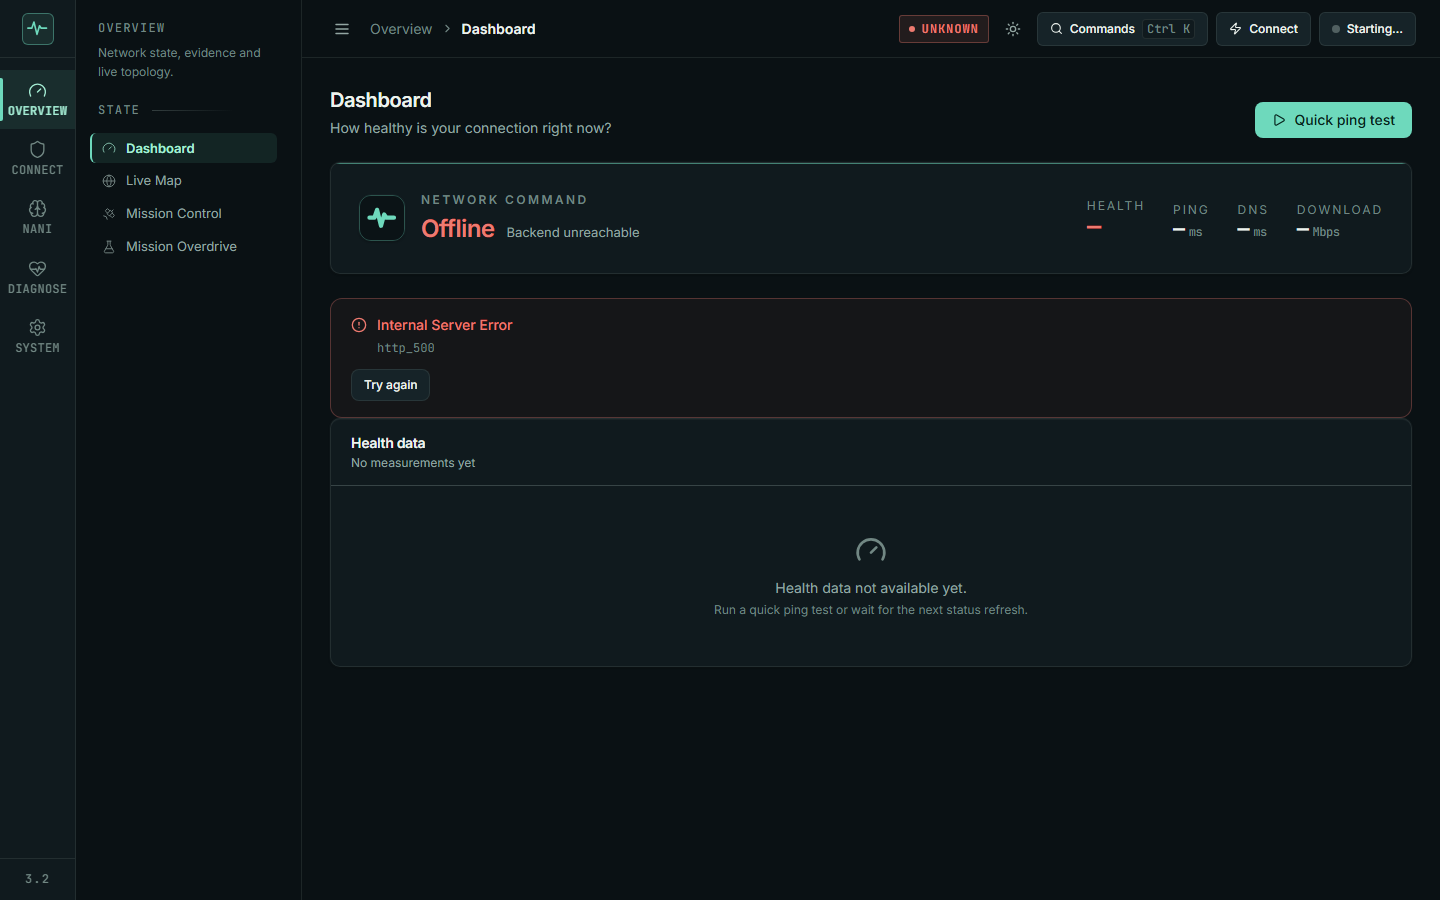 OVERVIEW
CONNECT
NANI
DIAGNOSE
SYSTEM
3.2
OVERVIEW
Network state, evidence and
live topology.
STATE
Dashboard
Live Map
Mission Control
Mission Overdrive
Overview > Dashboard
UNKNOWN
Commands Ctrl K
Connect
Starting...
Dashboard
How healthy is your connection right now?
Quick ping test
NETWORK COMMAND
Offline Backend unreachable
HEALTH
–
PING
– ms
DNS
– ms
DOWNLOAD
– Mbps
Internal Server Error
http_500
Try again
Health data
No measurements yet
Health data not available yet.
Run a quick ping test or wait for the next status refresh.